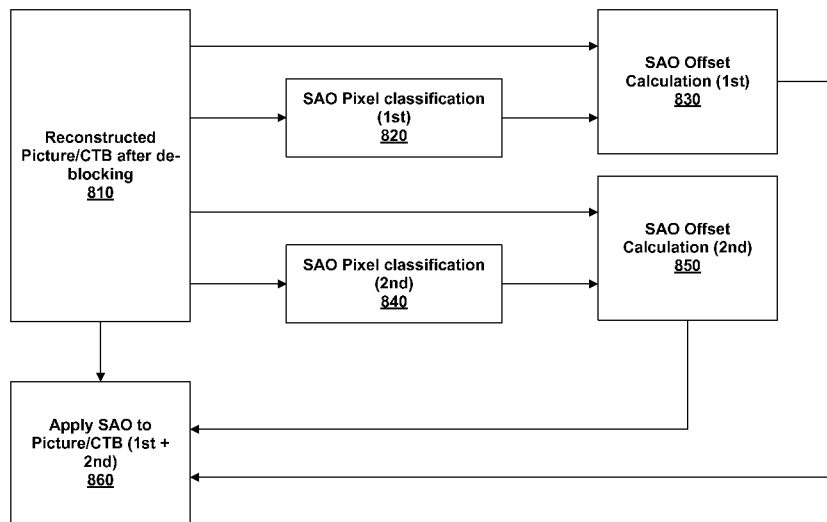 Reconstructed
Picture/CTB after de-
blocking
810
SAO Pixel classification
(1st)
820
SAO Offset
Calculation (1st)
830
SAO Pixel classification
(2nd)
840
SAO Offset
Calculation (2nd)
850
Apply SAO to
Picture/CTB (1st +
2nd)
860